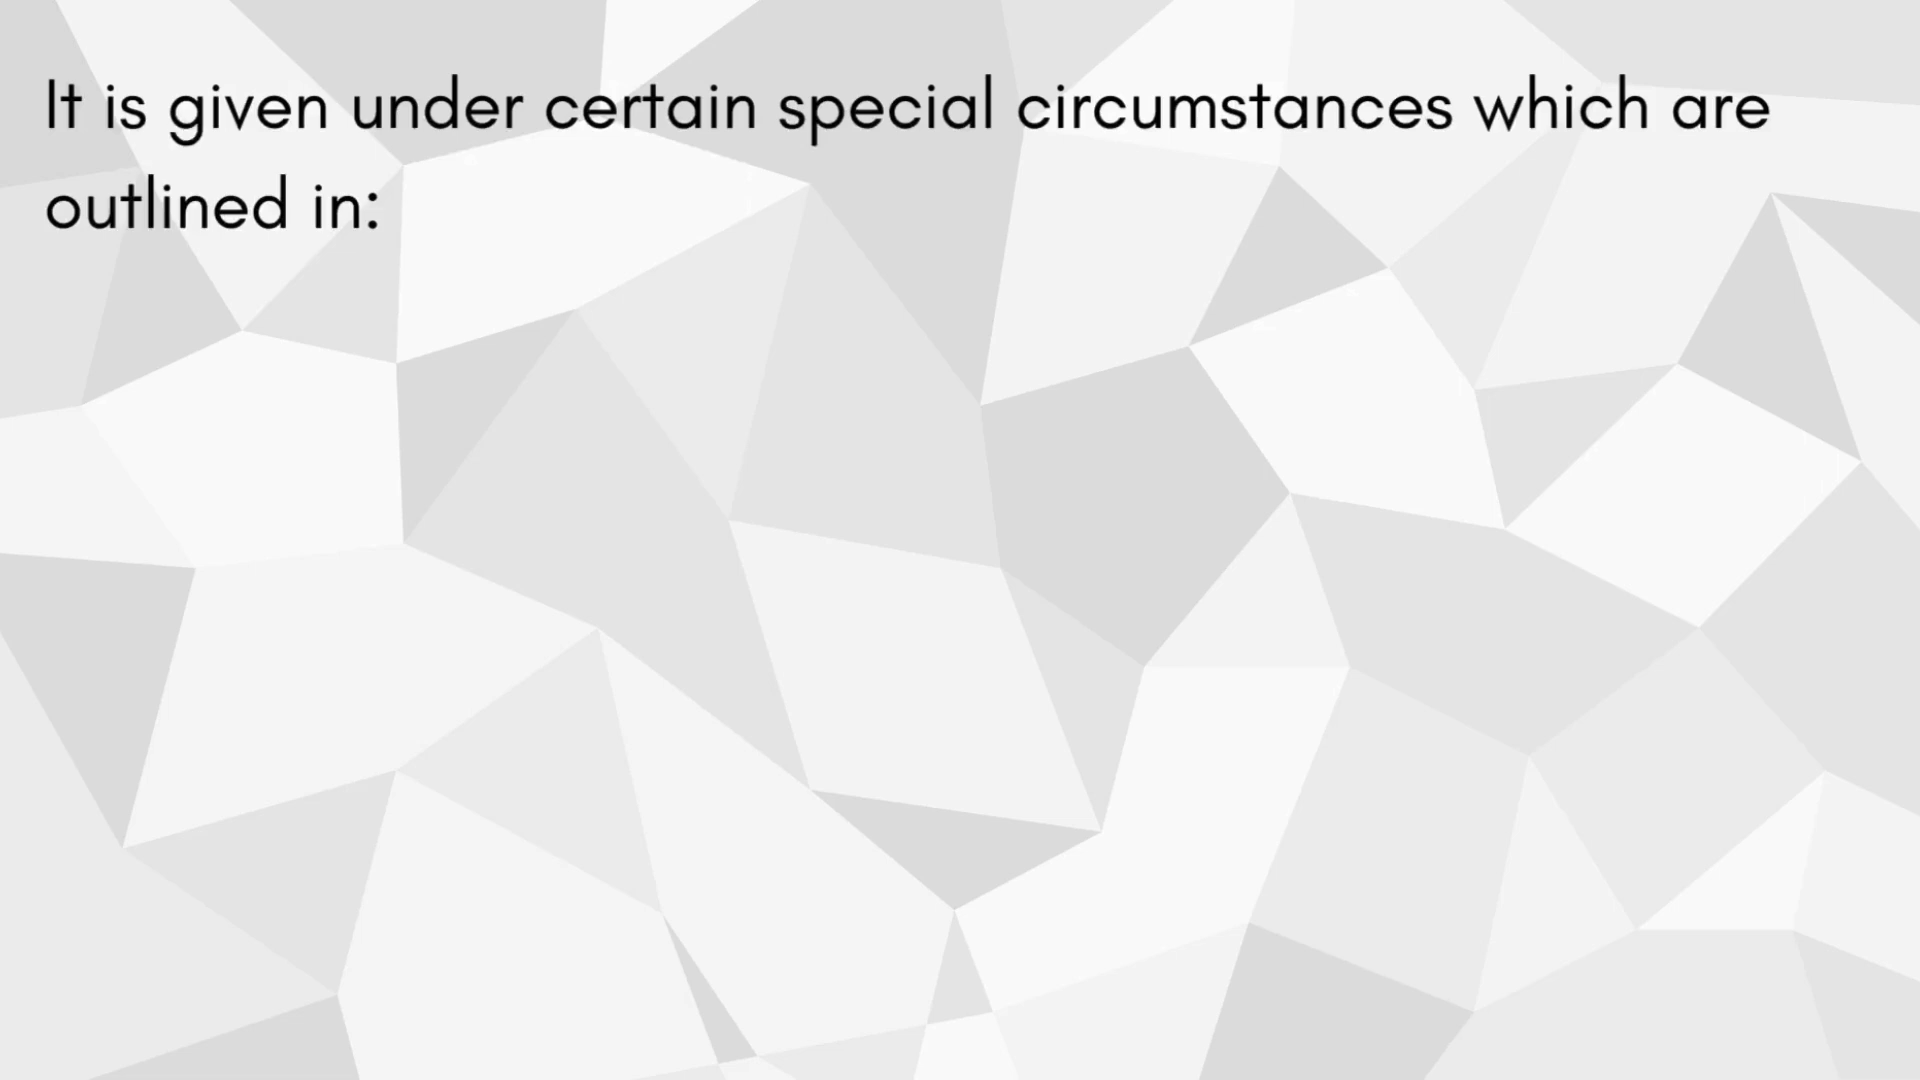 It is given under certain special circumstances which are
outlined in: